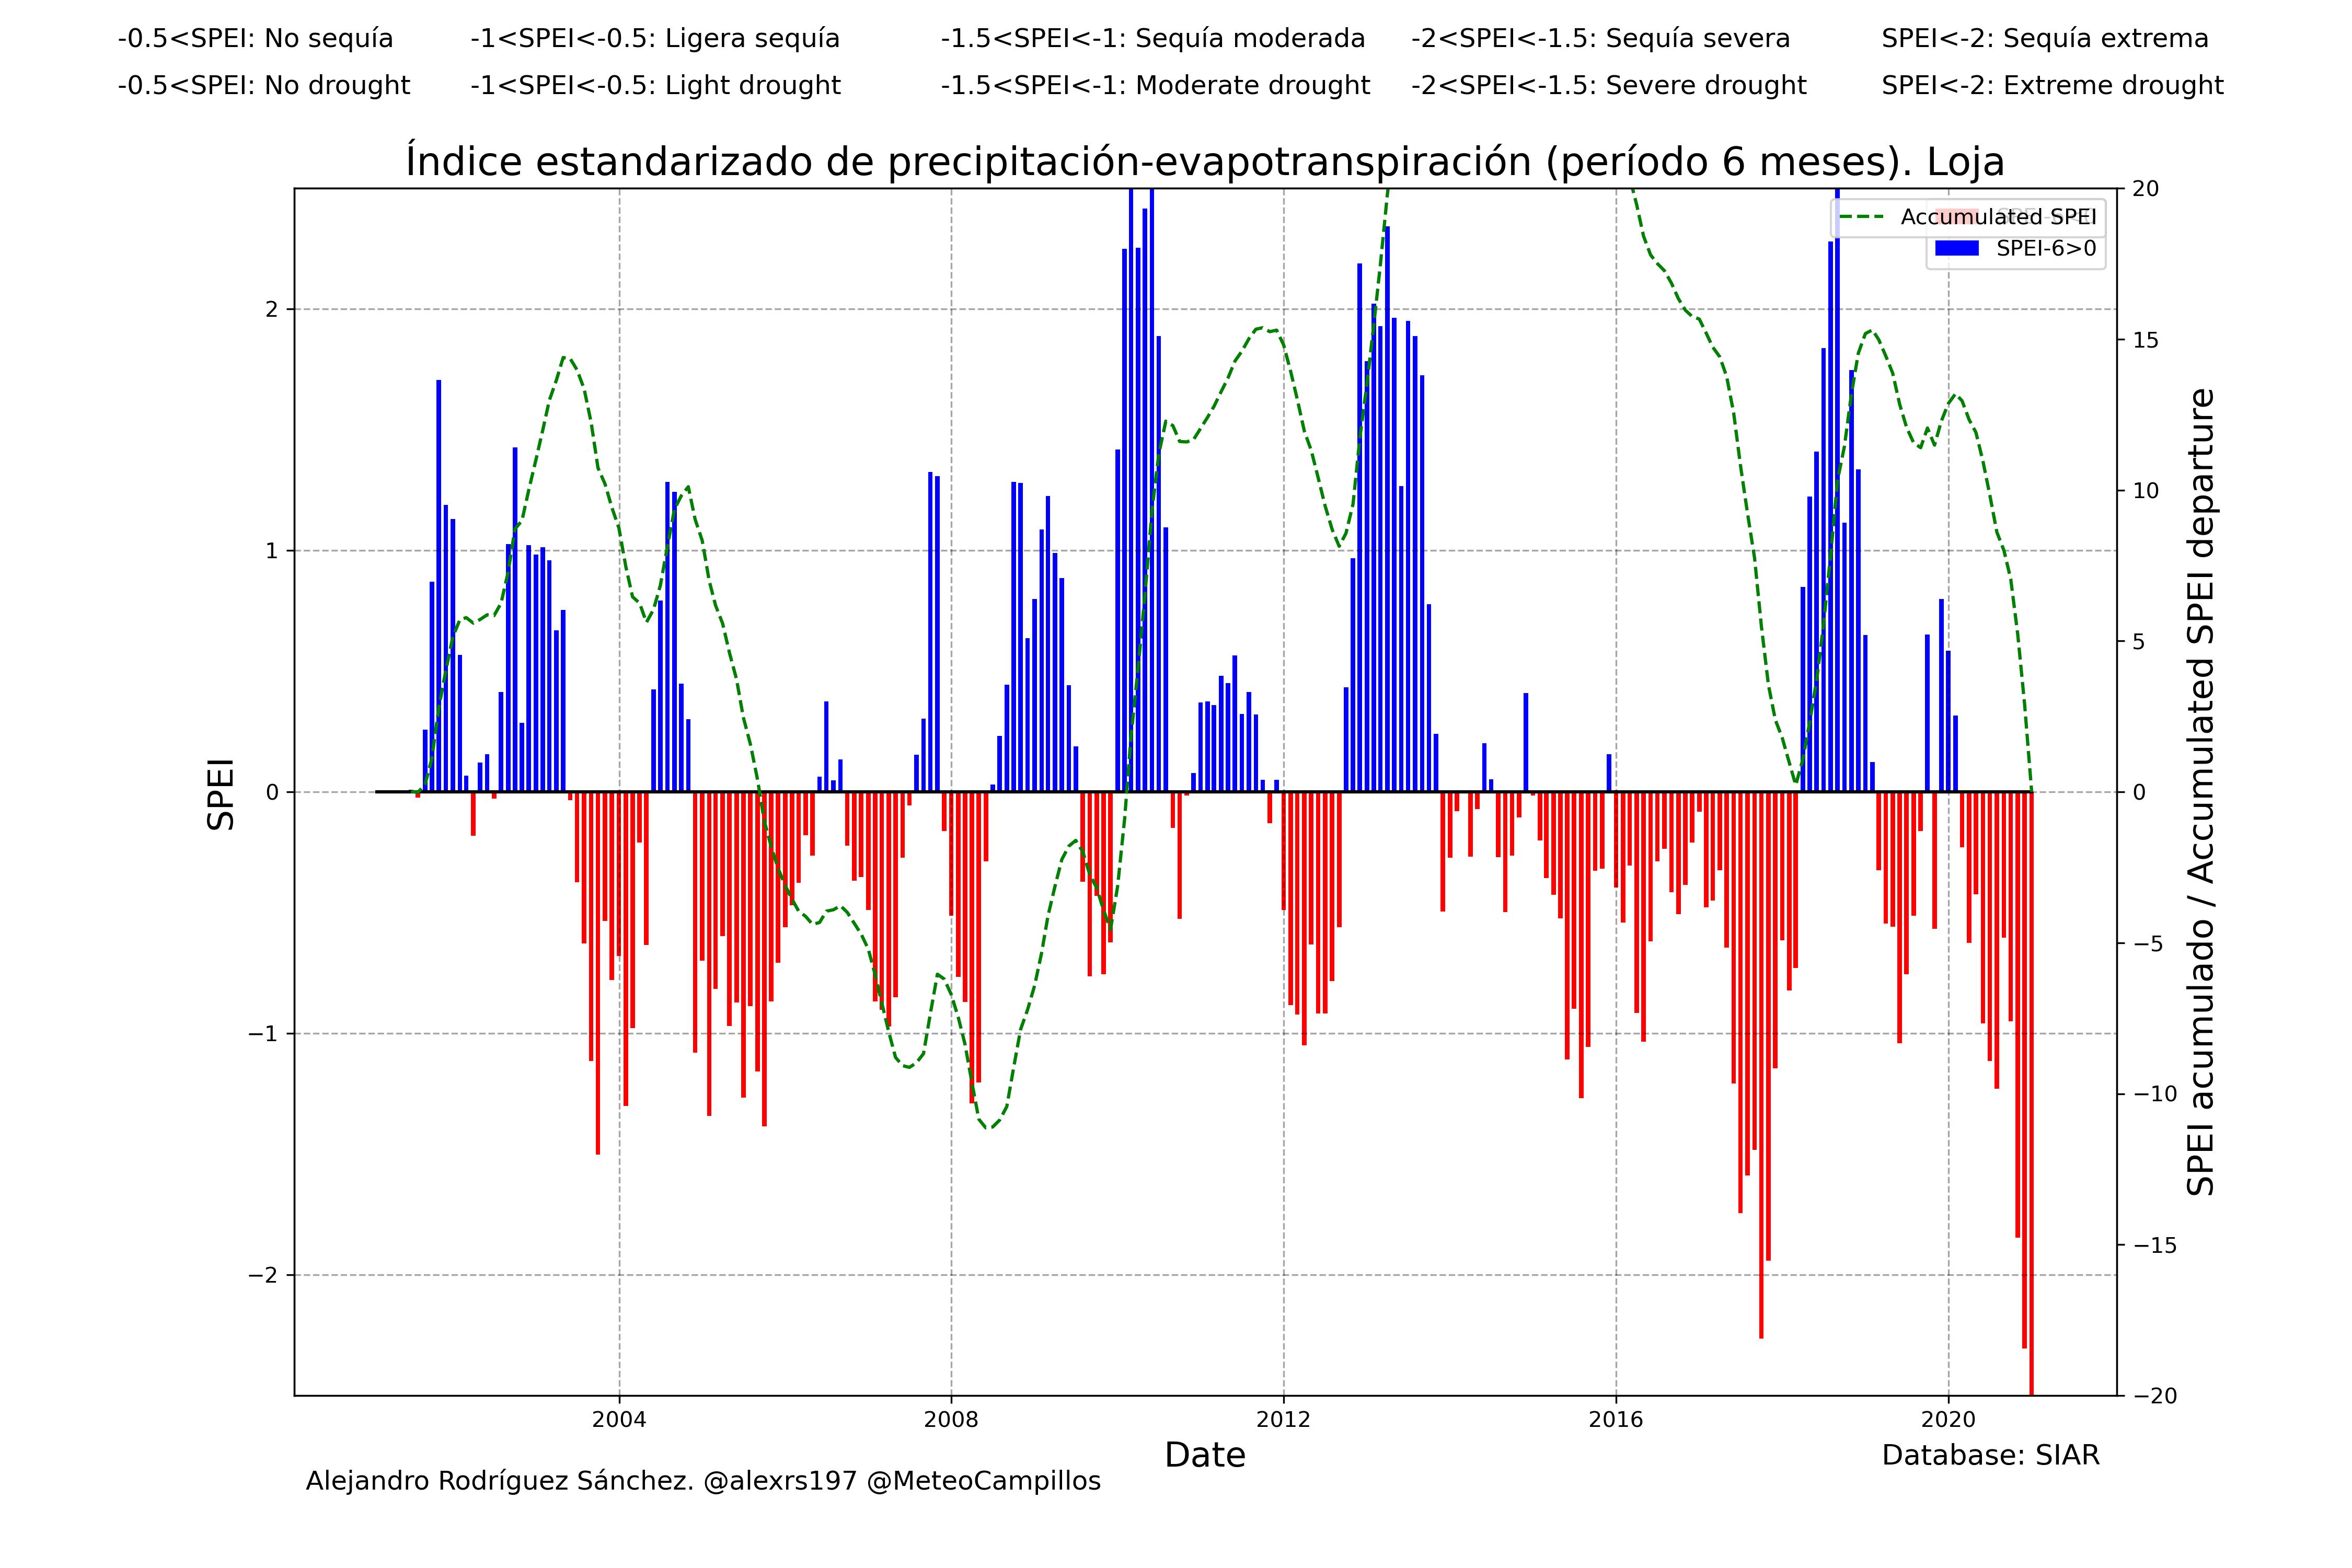 -0.5<SPEI: No sequía -1<SPEI<-0.5: Ligera sequía -1.5<SPEI<-1: Sequía moderada -2<SPEI<-1.5: Sequía severa SPEI<-2: Sequía extrema
-0.5<SPEI: No drought -1<SPEI<-0.5: Light drought -1.5<SPEI<-1: Moderate drought -2<SPEI<-1.5: Severe drought SPEI<-2: Extreme drought
Índice estandarizado de precipitación-evapotranspiración (período 6 meses). Loja
Accumulated SPEI
SPEI-6>0
SPEI
2
1
0
−1
−2
20
15
10
5
0
−5
−10
−15
−20
SPEI acumulado / Accumulated SPEI departure
2004 2008 2012 2016 2020
Date
Database: SIAR
Alejandro Rodríguez Sánchez. @alexrs197 @MeteoCampillos